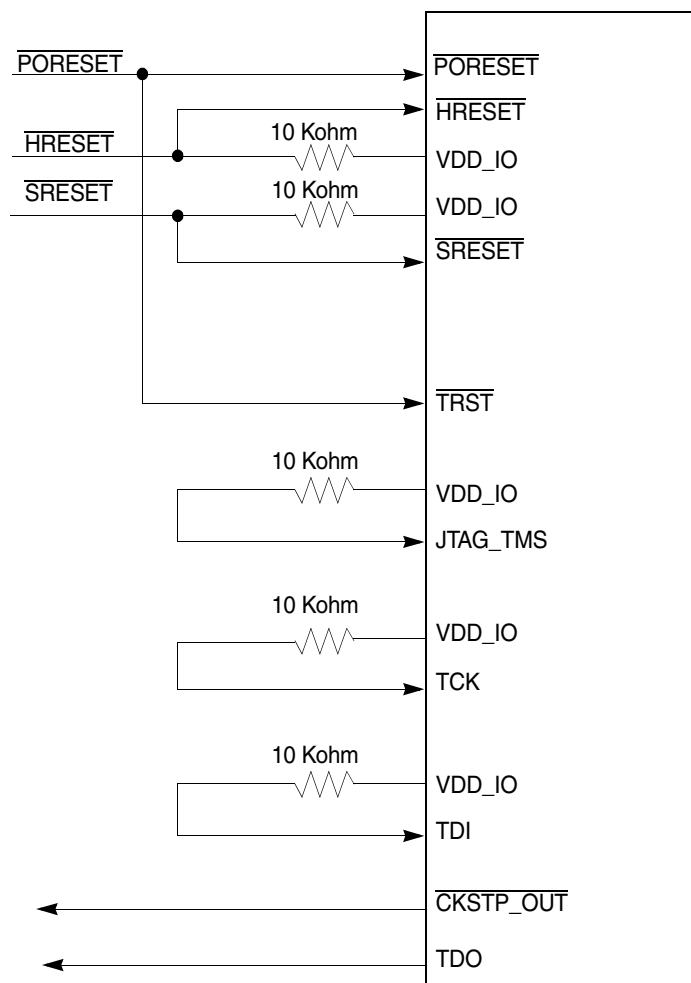 PORESET PORESET
HRESET
10 Kohm
HRESET VDD_IO
10 Kohm
SRESET VDD_IO
SRESET
TRST
10 Kohm
VDD_IO
JTAG_TMS
10 Kohm
VDD_IO
TCK
10 Kohm
VDD_IO
TDI
CKSTP_OUT
TDO